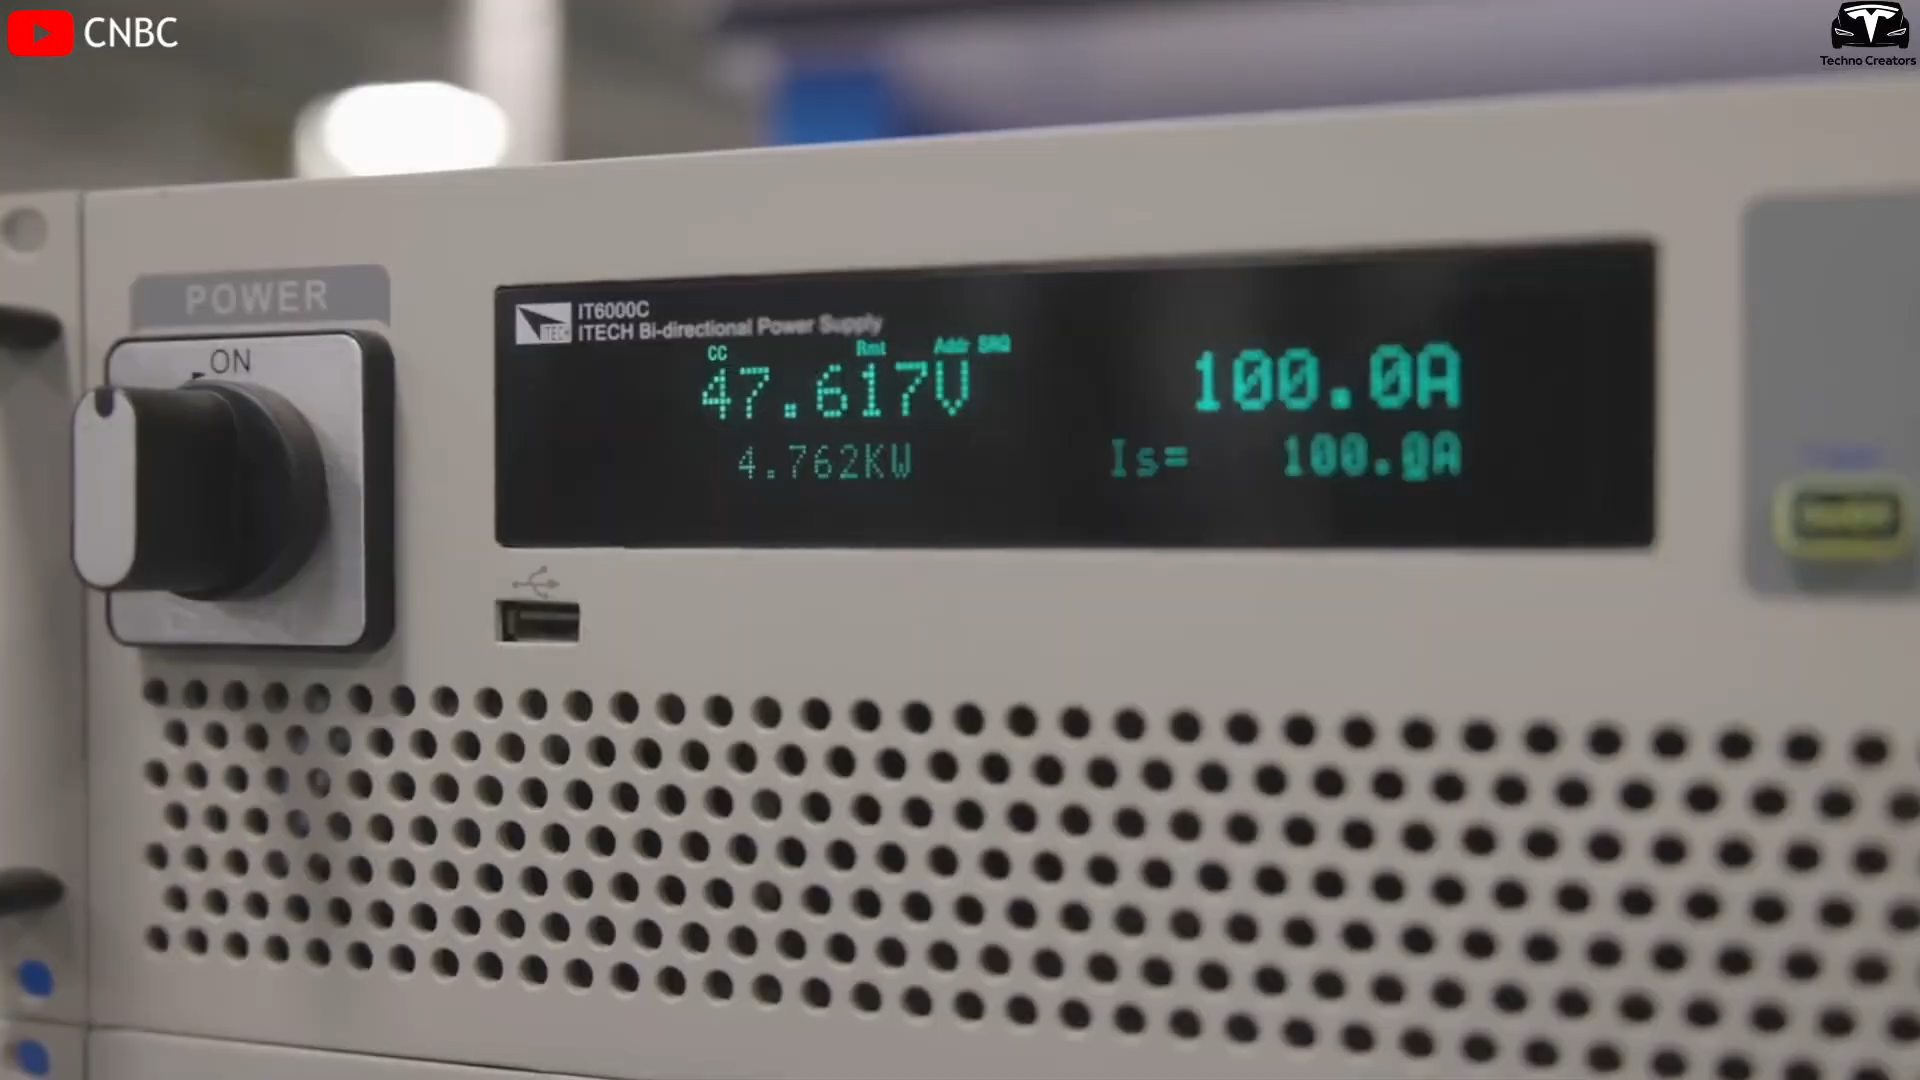 CNBC
Techno Creators
POWER
ON
ITECH
IT6000C
ITECH Bi-directional Power Supply
CC Rmt Addr SRQ
47.617V 100.0A
4.762KW Is= 100.0A